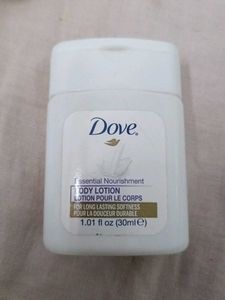 Dove
Essential Nourishment
BODY LOTION
LOTION POUR LE CORPS
FOR LONG LASTING SOFTNESS
POUR LA DOUCEUR DURABLE
1.01 fl oz (30ml℮)